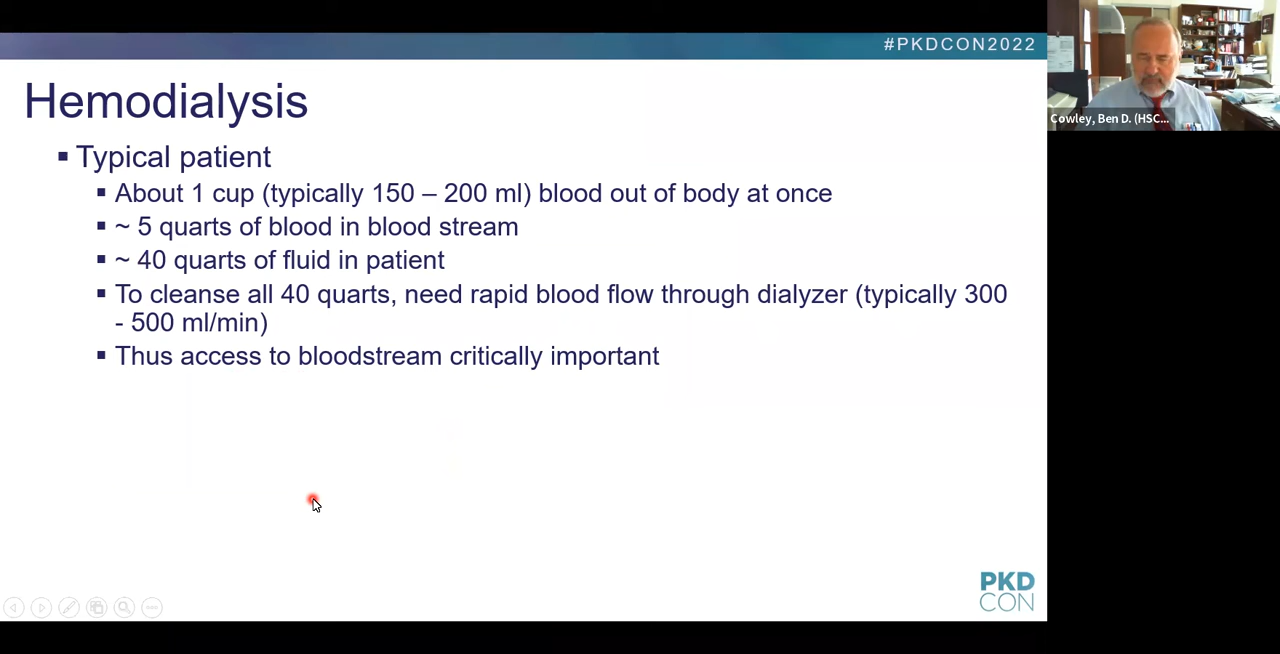 #PKDCON2022
Hemodialysis
▪ Typical patient
▪ About 1 cup (typically 150 – 200 ml) blood out of body at once
▪ ~ 5 quarts of blood in blood stream
▪ ~ 40 quarts of fluid in patient
▪ To cleanse all 40 quarts, need rapid blood flow through dialyzer (typically 300
- 500 ml/min)
▪ Thus access to bloodstream critically important
Cowley, Ben D. (HSC...
PKD
CON